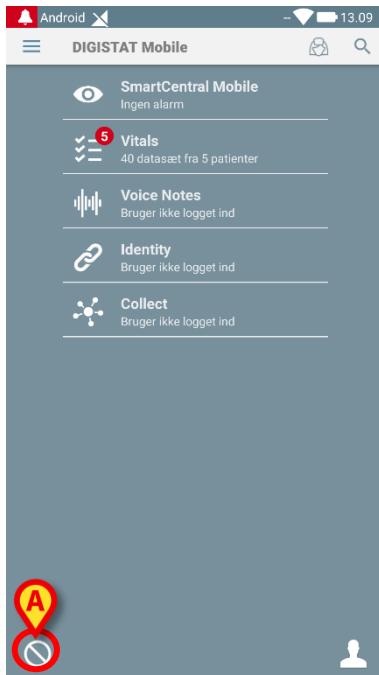 Android -- 13.09
DIGISTAT Mobile
SmartCentral Mobile
Ingen alarm
5
Vitals
40 datasæt fra 5 patienter
Voice Notes
Bruger ikke logget ind
Identity
Bruger ikke logget ind
Collect
Bruger ikke logget ind
A